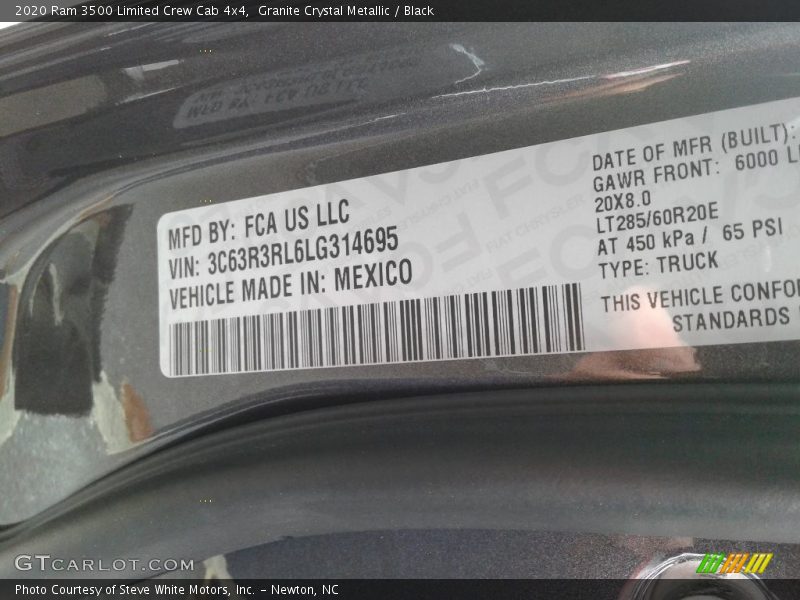 2020 Ram 3500 Limited Crew Cab 4x4,  Granite Crystal Metallic / Black
MFD BY: FCA US LLC
VIN: 3C63R3RL6LG314695
VEHICLE MADE IN: MEXICO
DATE OF MFR (BUILT):
GAWR FRONT: 6000 L
20X8.0
LT285/60R20E
AT 450 kPa / 65 PSI
TYPE: TRUCK
THIS VEHICLE CONFO
STANDARDS
GTCARLOT.COM
Photo Courtesy of Steve White Motors, Inc. – Newton, NC